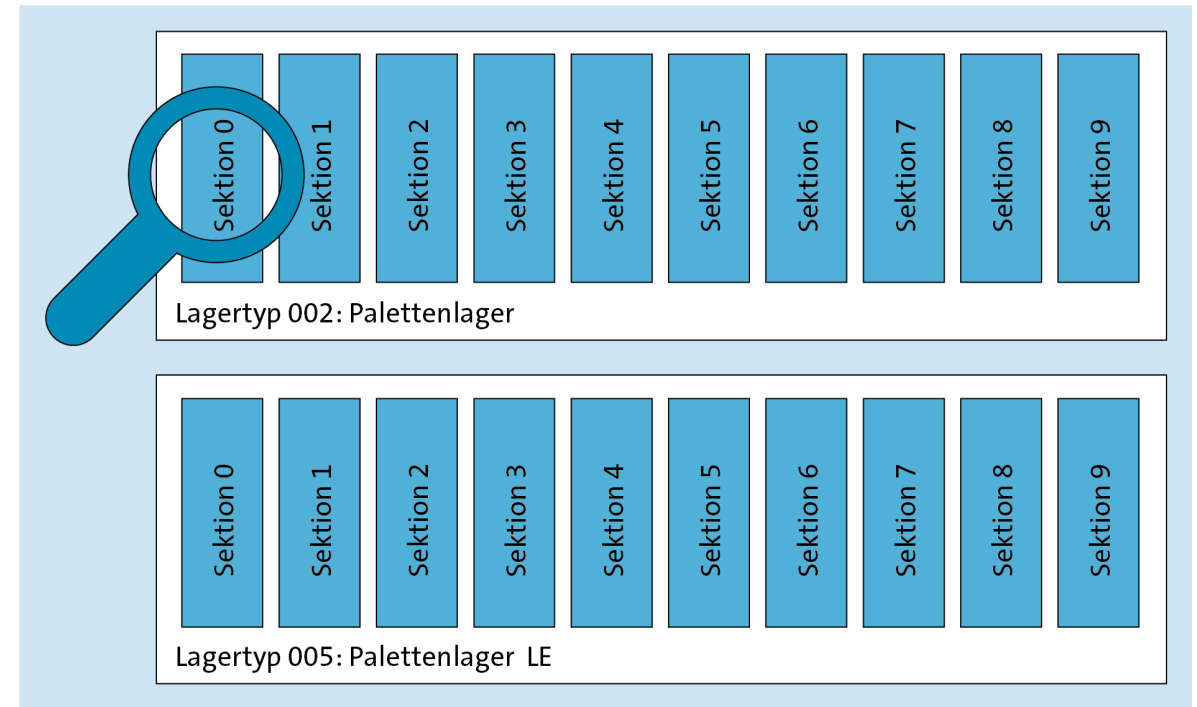 Sektion 0
Sektion 1
Sektion 2
Sektion 3
Sektion 4
Sektion 5
Sektion 6
Sektion 7
Sektion 8
Sektion 9
Lagertyp 002: Palettenlager
Sektion 0
Sektion 1
Sektion 2
Sektion 3
Sektion 4
Sektion 5
Sektion 6
Sektion 7
Sektion 8
Sektion 9
Lagertyp 005: Palettenlager LE